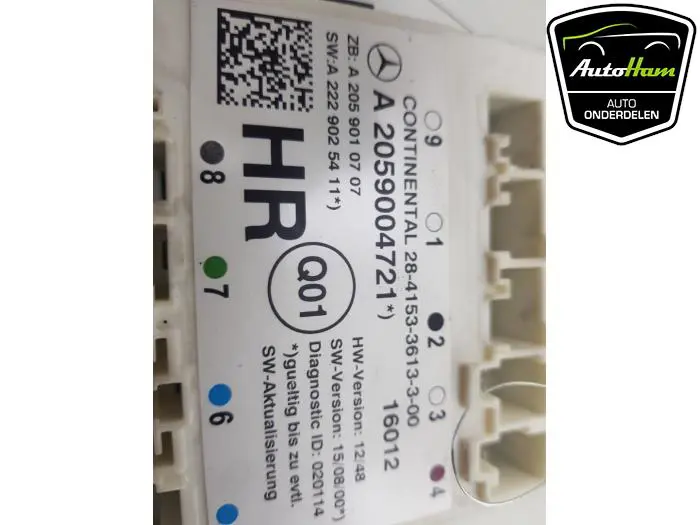 AutoHam
AUTO
ONDERDELEN
9 1 2 3 4
CONTINENTAL 28-4153-3613-3-00
A 2059004721*) 16012
ZB: A 205 901 07 07
SW:A 222 902 54 11*)
HW-Version: 12/48
SW-Version: 15/08/00*)
Diagnostic ID: 020114
*)gueltig bis zu evtl.
SW-Aktualisierung
HR
Q01
8 7 6